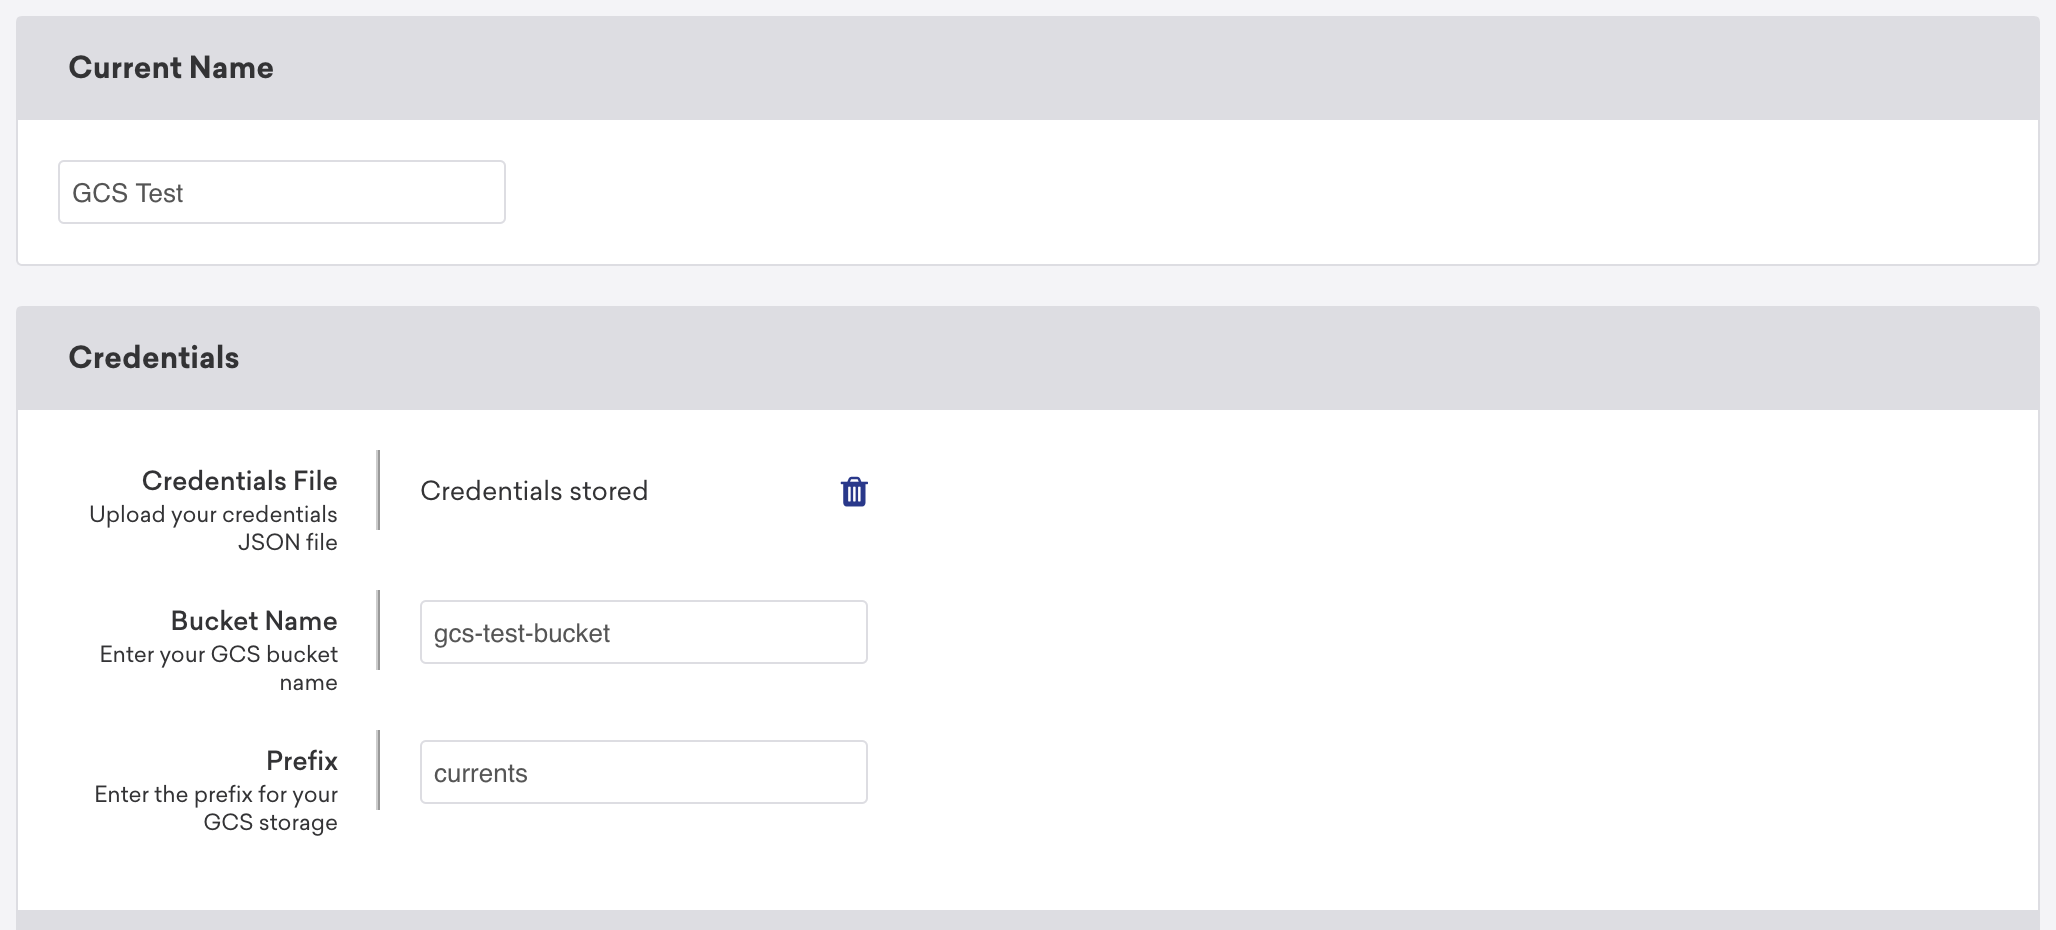 Current Name
GCS Test
Credentials
Credentials File
Upload your credentials
JSON file
Credentials stored
Bucket Name
Enter your GCS bucket
name
gcs-test-bucket
Prefix
Enter the prefix for your
GCS storage
currents